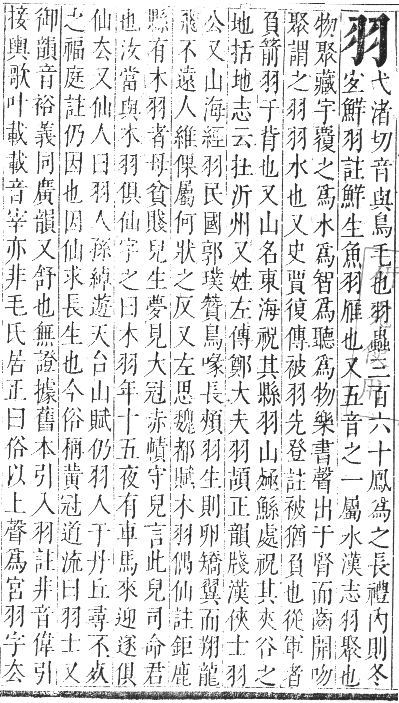 羽弋渚切音與鳥毛也羽蟲三百六十鳳爲之長禮內則冬
宜鮮羽註鮮生魚羽雁也又五音之一屬水漢志羽聚也
物聚藏宇覆之爲水爲智爲聽爲物樂書聲出于腎而齒開吻
聚謂之羽羽水也又史賈復傳被羽先登註被猶負也從軍者
負箭羽于背也又山名東海祝其縣羽山殛鯀處祝其夾谷之
地括地志云在沂州又姓左傳鄭大夫羽頡正韻牋漢俠士羽
公又山海經羽民國郭璞贊鳥喙長頰羽生則卵矯翼而翔龍
飛不遠人維倮屬何狀之反又左思魏都賦木羽偶仙註鉅鹿
縣有木羽者母貧賤兒生夢見大冠赤幘守兒言此兒司命君
也汝當與木羽俱仙字之曰木羽年十五夜有車馬來迎遂俱
仙去又仙人曰羽人孫綽遊天台山賦仍羽人于丹丘尋不死
之福庭註仍因也因仙求長生也今俗稱黃冠道流曰羽士又
御韻音裕義同廣韻又舒也無證據舊本引入羽註非音偉引
接輿歌叶載載音宰亦非毛氏居正曰俗以上聲爲宮羽字去